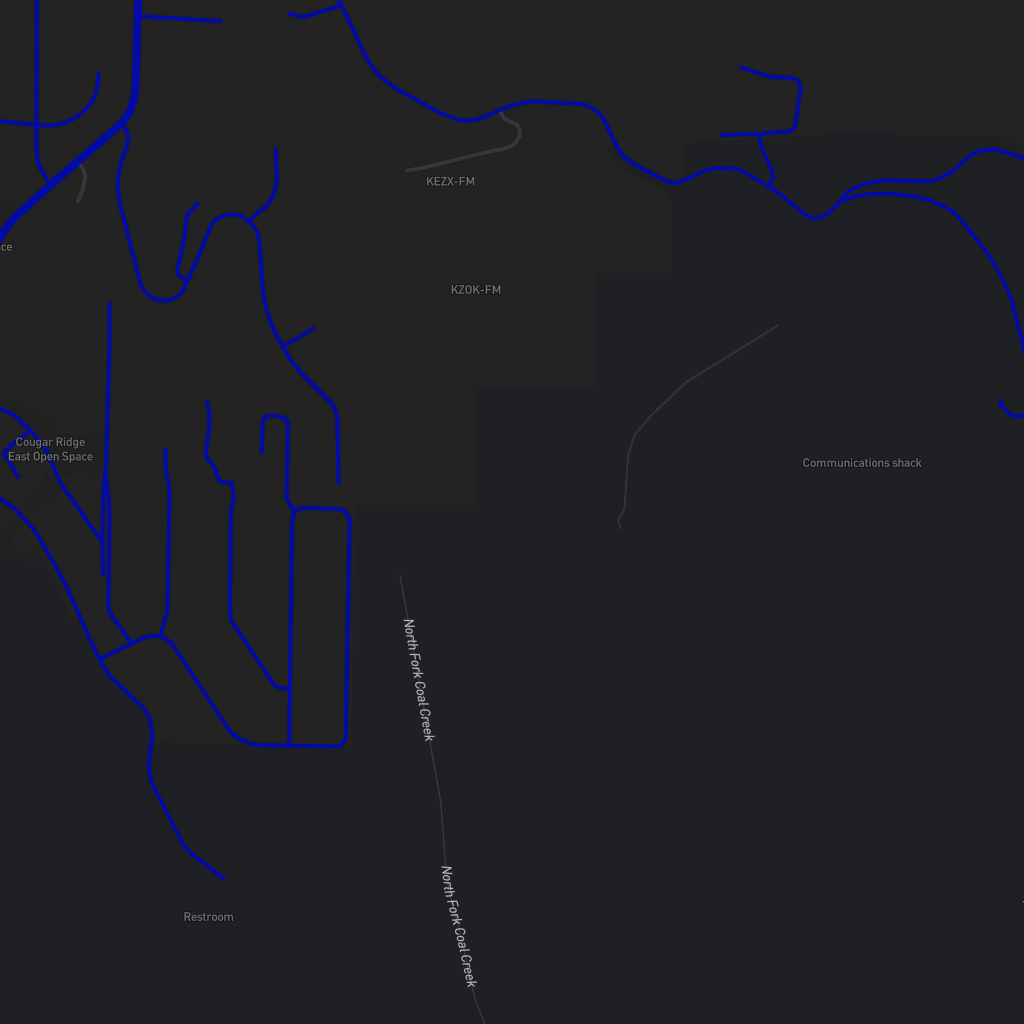 KEZX-FM
ce
KZOK-FM
Cougar Ridge
East Open Space
Communications shack
North Fork Coal Creek
North Fork Coal Creek
Restroom